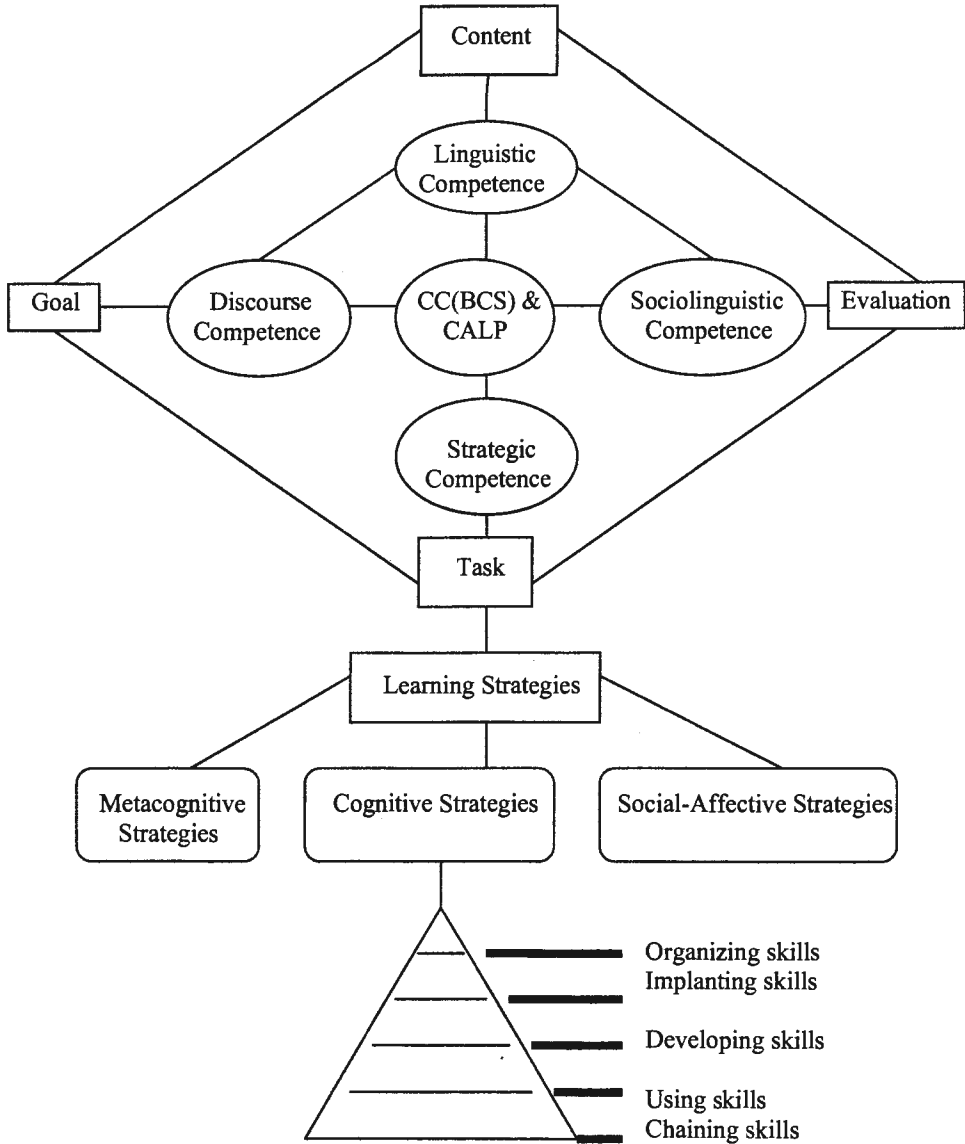 Content
Linguistic
Competence
Goal
Discourse
Competence
CC(BCS) &
CALP
Sociolinguistic
Competence
Evaluation
Strategic
Competence
Task
Learning Strategies
Metacognitive
Strategies
Cognitive Strategies
Social-Affective Strategies
Organizing skills
Implanting skills
Developing skills
Using skills
Chaining skills